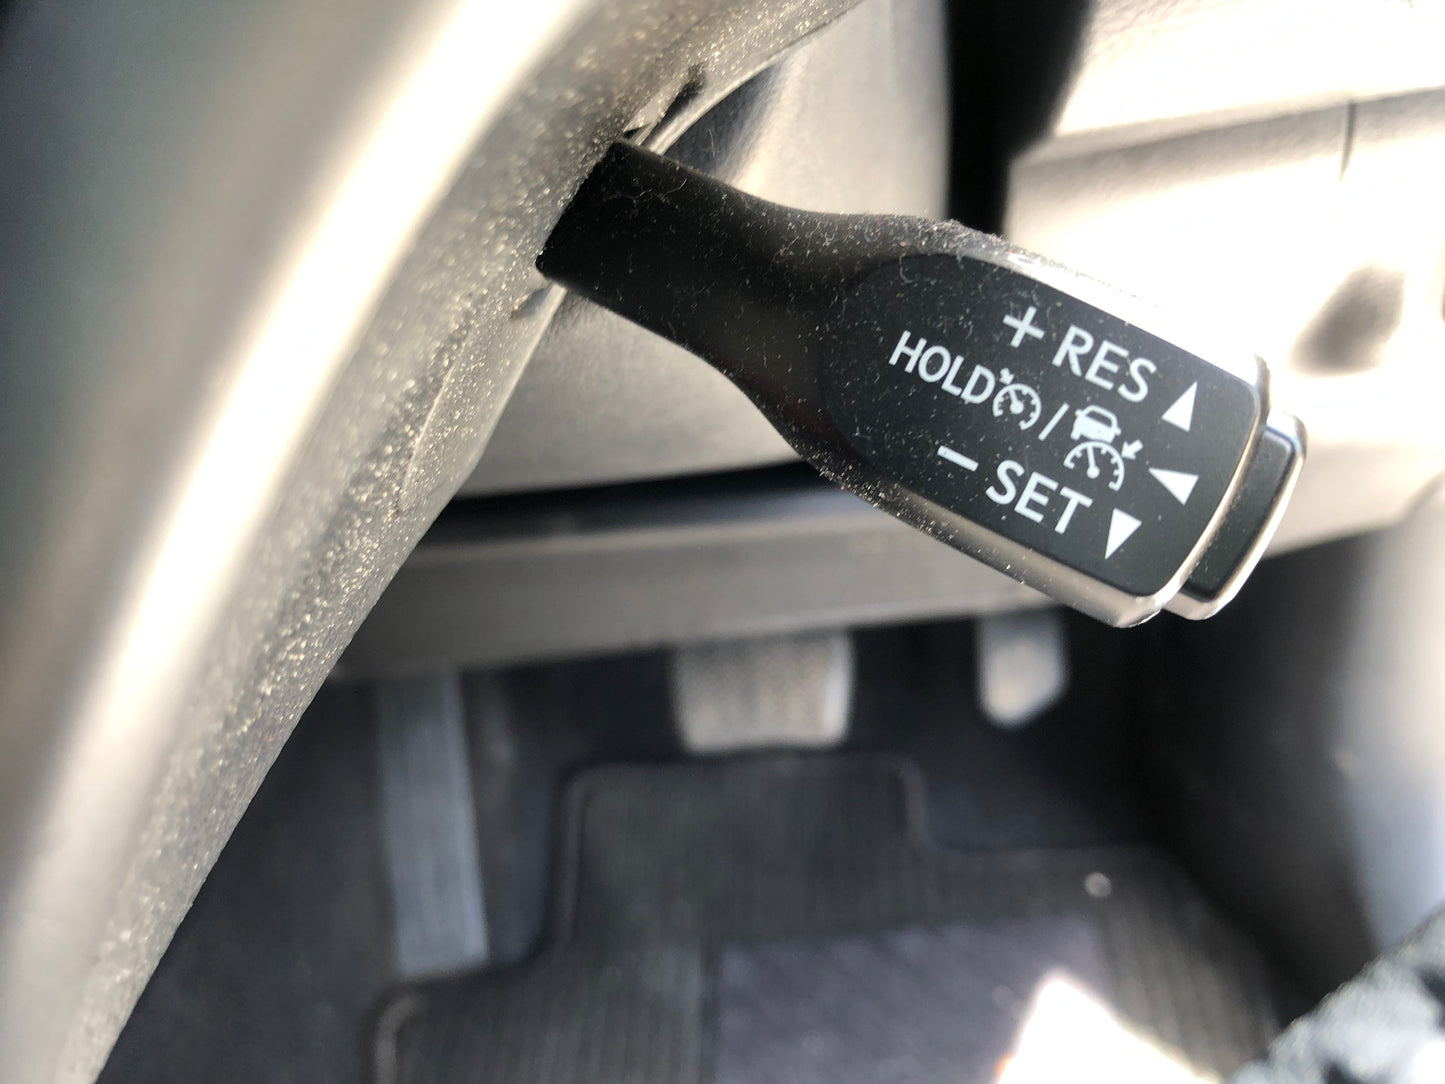 + RES
HOLD /
− SET